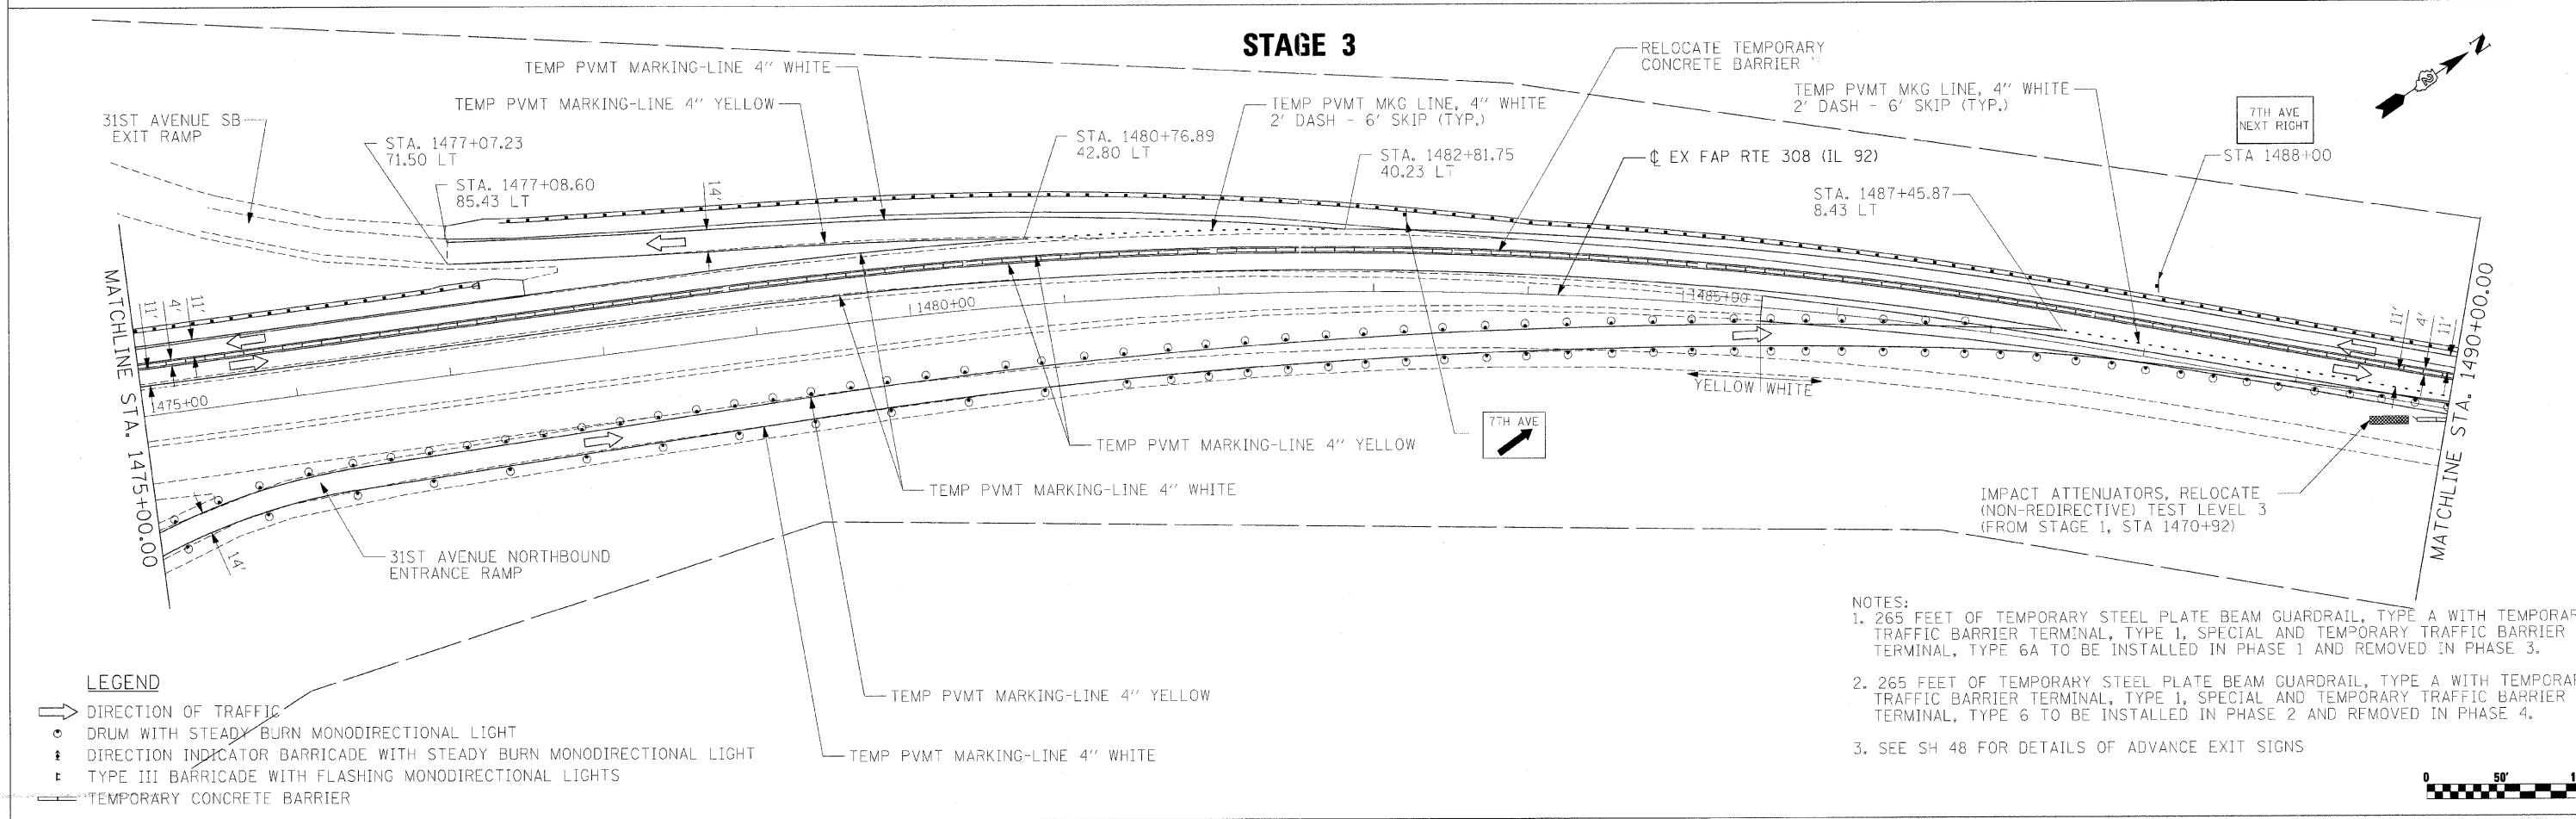 STAGE 3
TEMP PVMT MARKING-LINE 4" WHITE
TEMP PVMT MARKING-LINE 4" YELLOW
31ST AVENUE SB
EXIT RAMP
STA. 1477+07.23
71.50 LT
STA. 1477+08.60
85.43 LT
14'
STA. 1480+76.89
42.80 LT
TEMP PVMT MKG LINE, 4" WHITE
2' DASH - 6' SKIP (TYP.)
STA. 1482+81.75
40.23 LT
RELOCATE TEMPORARY
CONCRETE BARRIER
℄ EX FAP RTE 308 (IL 92)
TEMP PVMT MKG LINE, 4" WHITE
2' DASH - 6' SKIP (TYP.)
STA. 1487+45.87
8.43 LT
7TH AVE
NEXT RIGHT
STA 1488+00
N
92
MATCHLINE STA. 1475+00.00
11'
4'
11'
1475+00
1480+00
1485+00
11'
4'
11'
MATCHLINE STA. 1490+00.00
YELLOW WHITE
7TH AVE
TEMP PVMT MARKING-LINE 4" YELLOW
TEMP PVMT MARKING-LINE 4" WHITE
14'
31ST AVENUE NORTHBOUND
ENTRANCE RAMP
IMPACT ATTENUATORS, RELOCATE
(NON-REDIRECTIVE) TEST LEVEL 3
(FROM STAGE 1, STA 1470+92)
TEMP PVMT MARKING-LINE 4" YELLOW
TEMP PVMT MARKING-LINE 4" WHITE
LEGEND
DIRECTION OF TRAFFIC
DRUM WITH STEADY BURN MONODIRECTIONAL LIGHT
DIRECTION INDICATOR BARRICADE WITH STEADY BURN MONODIRECTIONAL LIGHT
TYPE III BARRICADE WITH FLASHING MONODIRECTIONAL LIGHTS
TEMPORARY CONCRETE BARRIER
NOTES:
1. 265 FEET OF TEMPORARY STEEL PLATE BEAM GUARDRAIL, TYPE A WITH TEMPORAR
TRAFFIC BARRIER TERMINAL, TYPE 1, SPECIAL AND TEMPORARY TRAFFIC BARRIER
TERMINAL, TYPE 6A TO BE INSTALLED IN PHASE 1 AND REMOVED IN PHASE 3.
2. 265 FEET OF TEMPORARY STEEL PLATE BEAM GUARDRAIL, TYPE A WITH TEMPORAR
TRAFFIC BARRIER TERMINAL, TYPE 1, SPECIAL AND TEMPORARY TRAFFIC BARRIER
TERMINAL, TYPE 6 TO BE INSTALLED IN PHASE 2 AND REMOVED IN PHASE 4.
3. SEE SH 48 FOR DETAILS OF ADVANCE EXIT SIGNS
0 50'